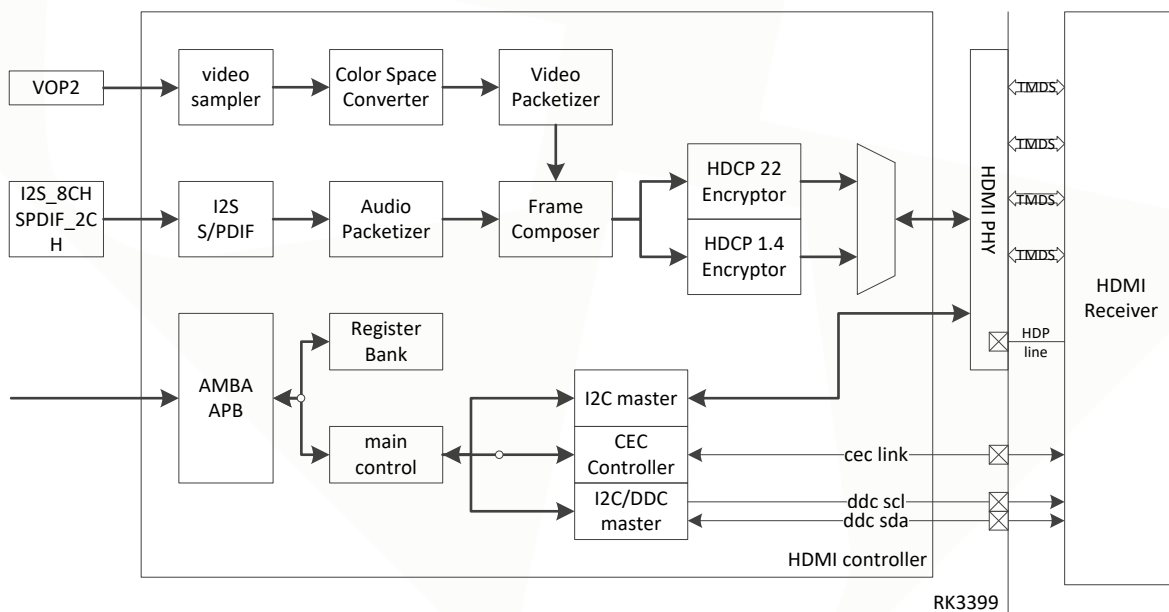 VOP2
video
sampler
Color Space
Converter
Video
Packetizer
I2S_8CH
SPDIF_2C
H
I2S
S/PDIF
Audio
Packetizer
Frame
Composer
HDCP 22
Encryptor
HDCP 1.4
Encryptor
HDMI PHY
TMDS
TMDS
TMDS
TMDS
HDP
line
HDMI
Receiver
AMBA
APB
Register
Bank
main
control
I2C master
CEC
Controller
I2C/DDC
master
cec link
ddc scl
ddc sda
HDMI controller
RK3399